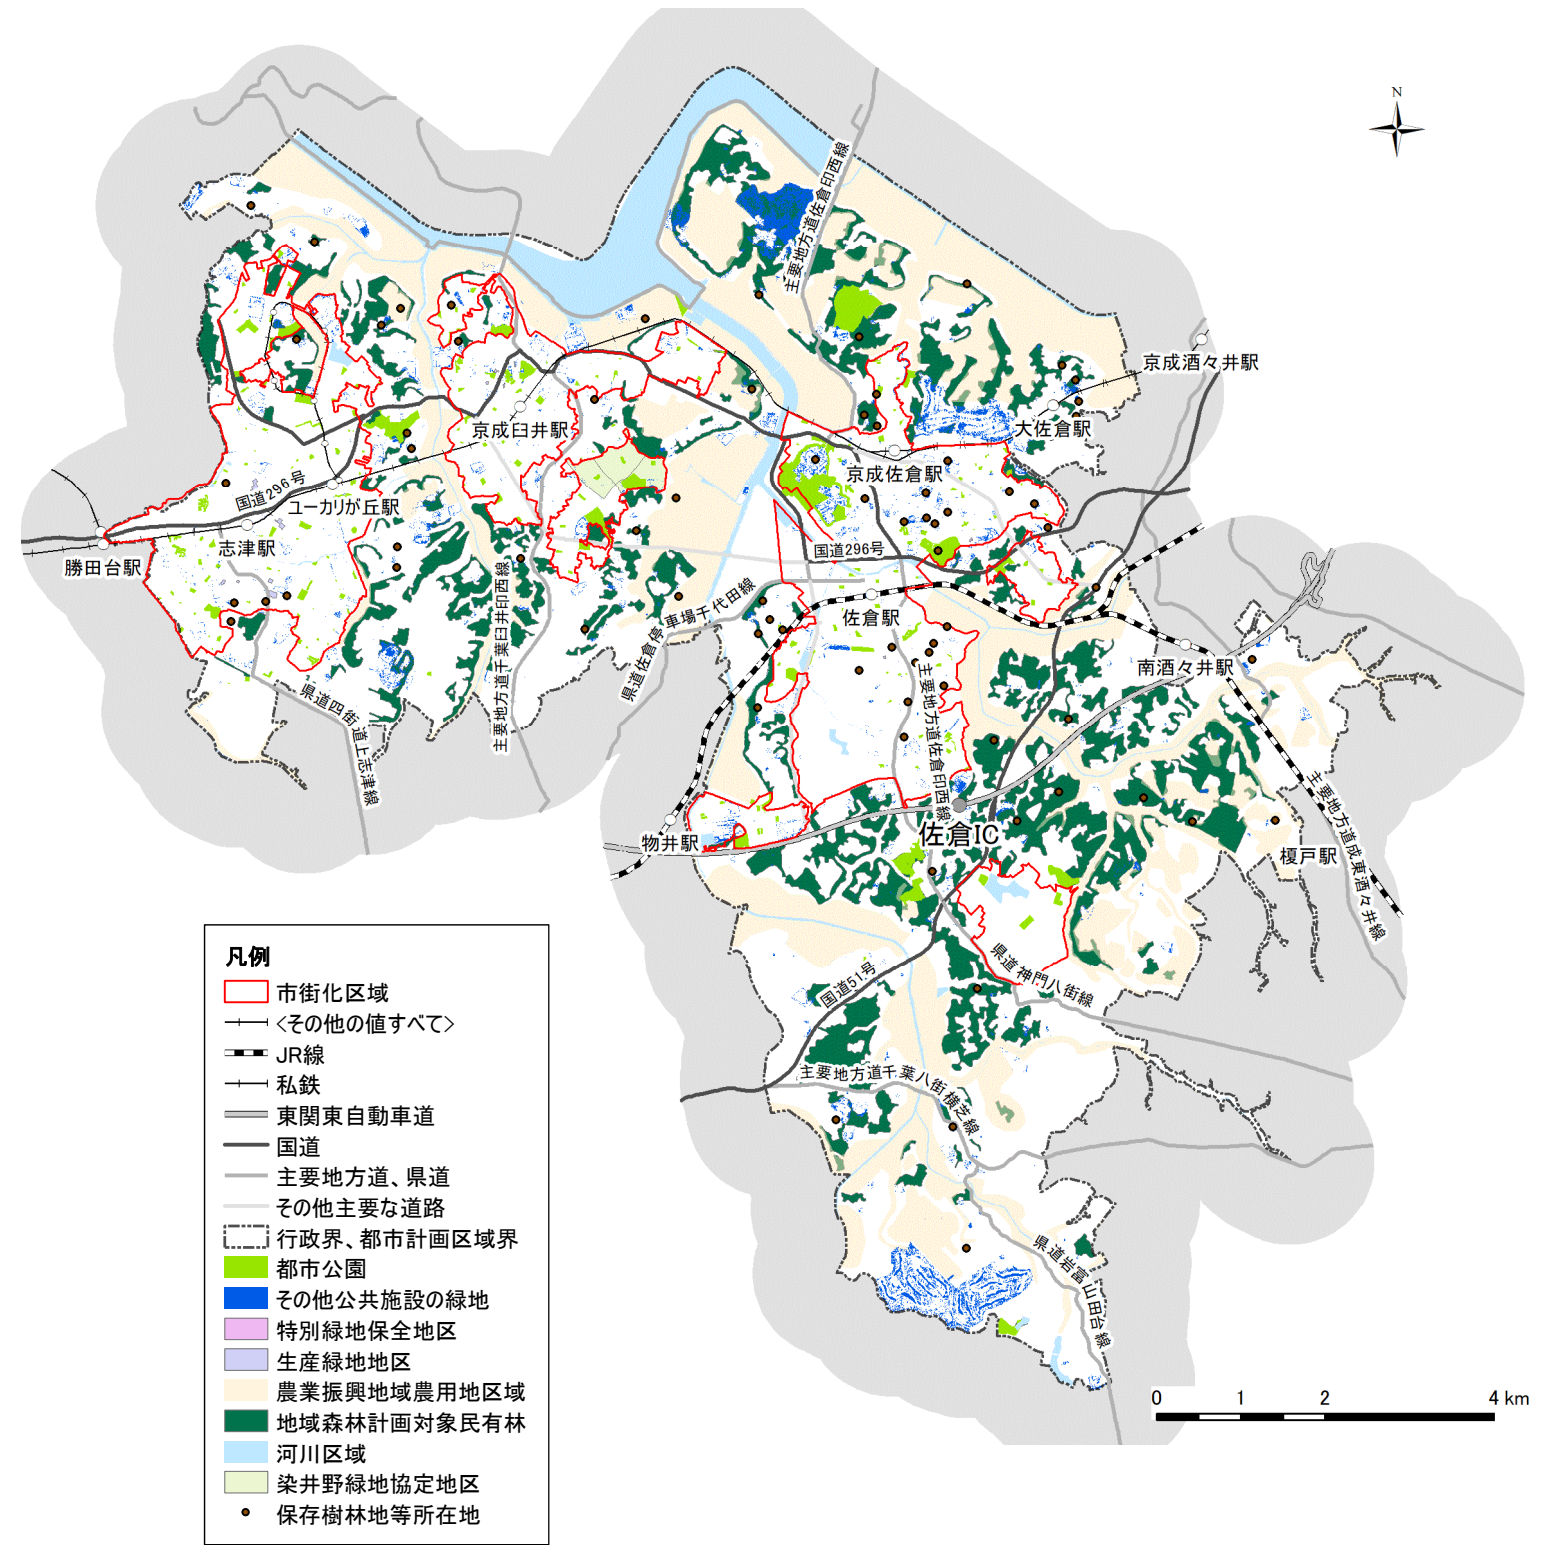 N
主要地方道佐倉印西線
京成酒々井駅
大佐倉駅
京成臼井駅
京成佐倉駅
国道296号
ユーカリが丘駅
志津駅
勝田台駅
国道296号
主要地方道千葉臼井印西線
県道佐倉停車場千代田線
佐倉駅
南酒々井駅
主要地方道佐倉印西線
県道四街道上志津線
物井駅
佐倉IC
榎戸駅
主要地方道成東酒々井線
国道51号
県道神門八街線
主要地方道千葉八街横芝線
県道岩富山田台線
凡例
市街化区域
<その他の値すべて>
JR線
私鉄
東関東自動車道
国道
主要地方道、県道
その他主要な道路
行政界、都市計画区域界
都市公園
その他公共施設の緑地
特別緑地保全地区
生産緑地地区
農業振興地域農用地区域
地域森林計画対象民有林
河川区域
染井野緑地協定地区
保存樹林地等所在地
0 1 2 4 km